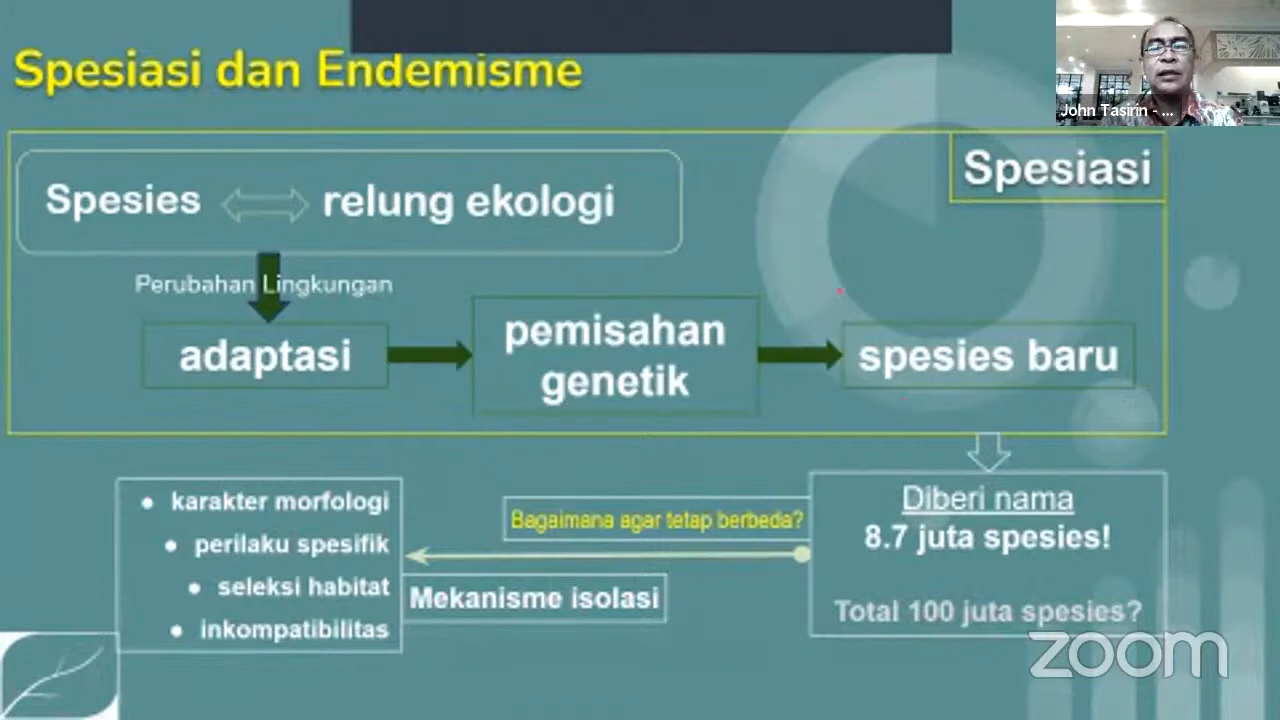 Spesiasi dan Endemisme
John Tasirin - ...
Spesiasi
Spesies
relung ekologi
Perubahan Lingkungan
adaptasi
pemisahan
genetik
spesies baru
Diberi nama
8.7 juta spesies!
Total 100 juta spesies?
Bagaimana agar tetap berbeda?
Mekanisme isolasi
● karakter morfologi
● perilaku spesifik
● seleksi habitat
● inkompatibilitas
zoom